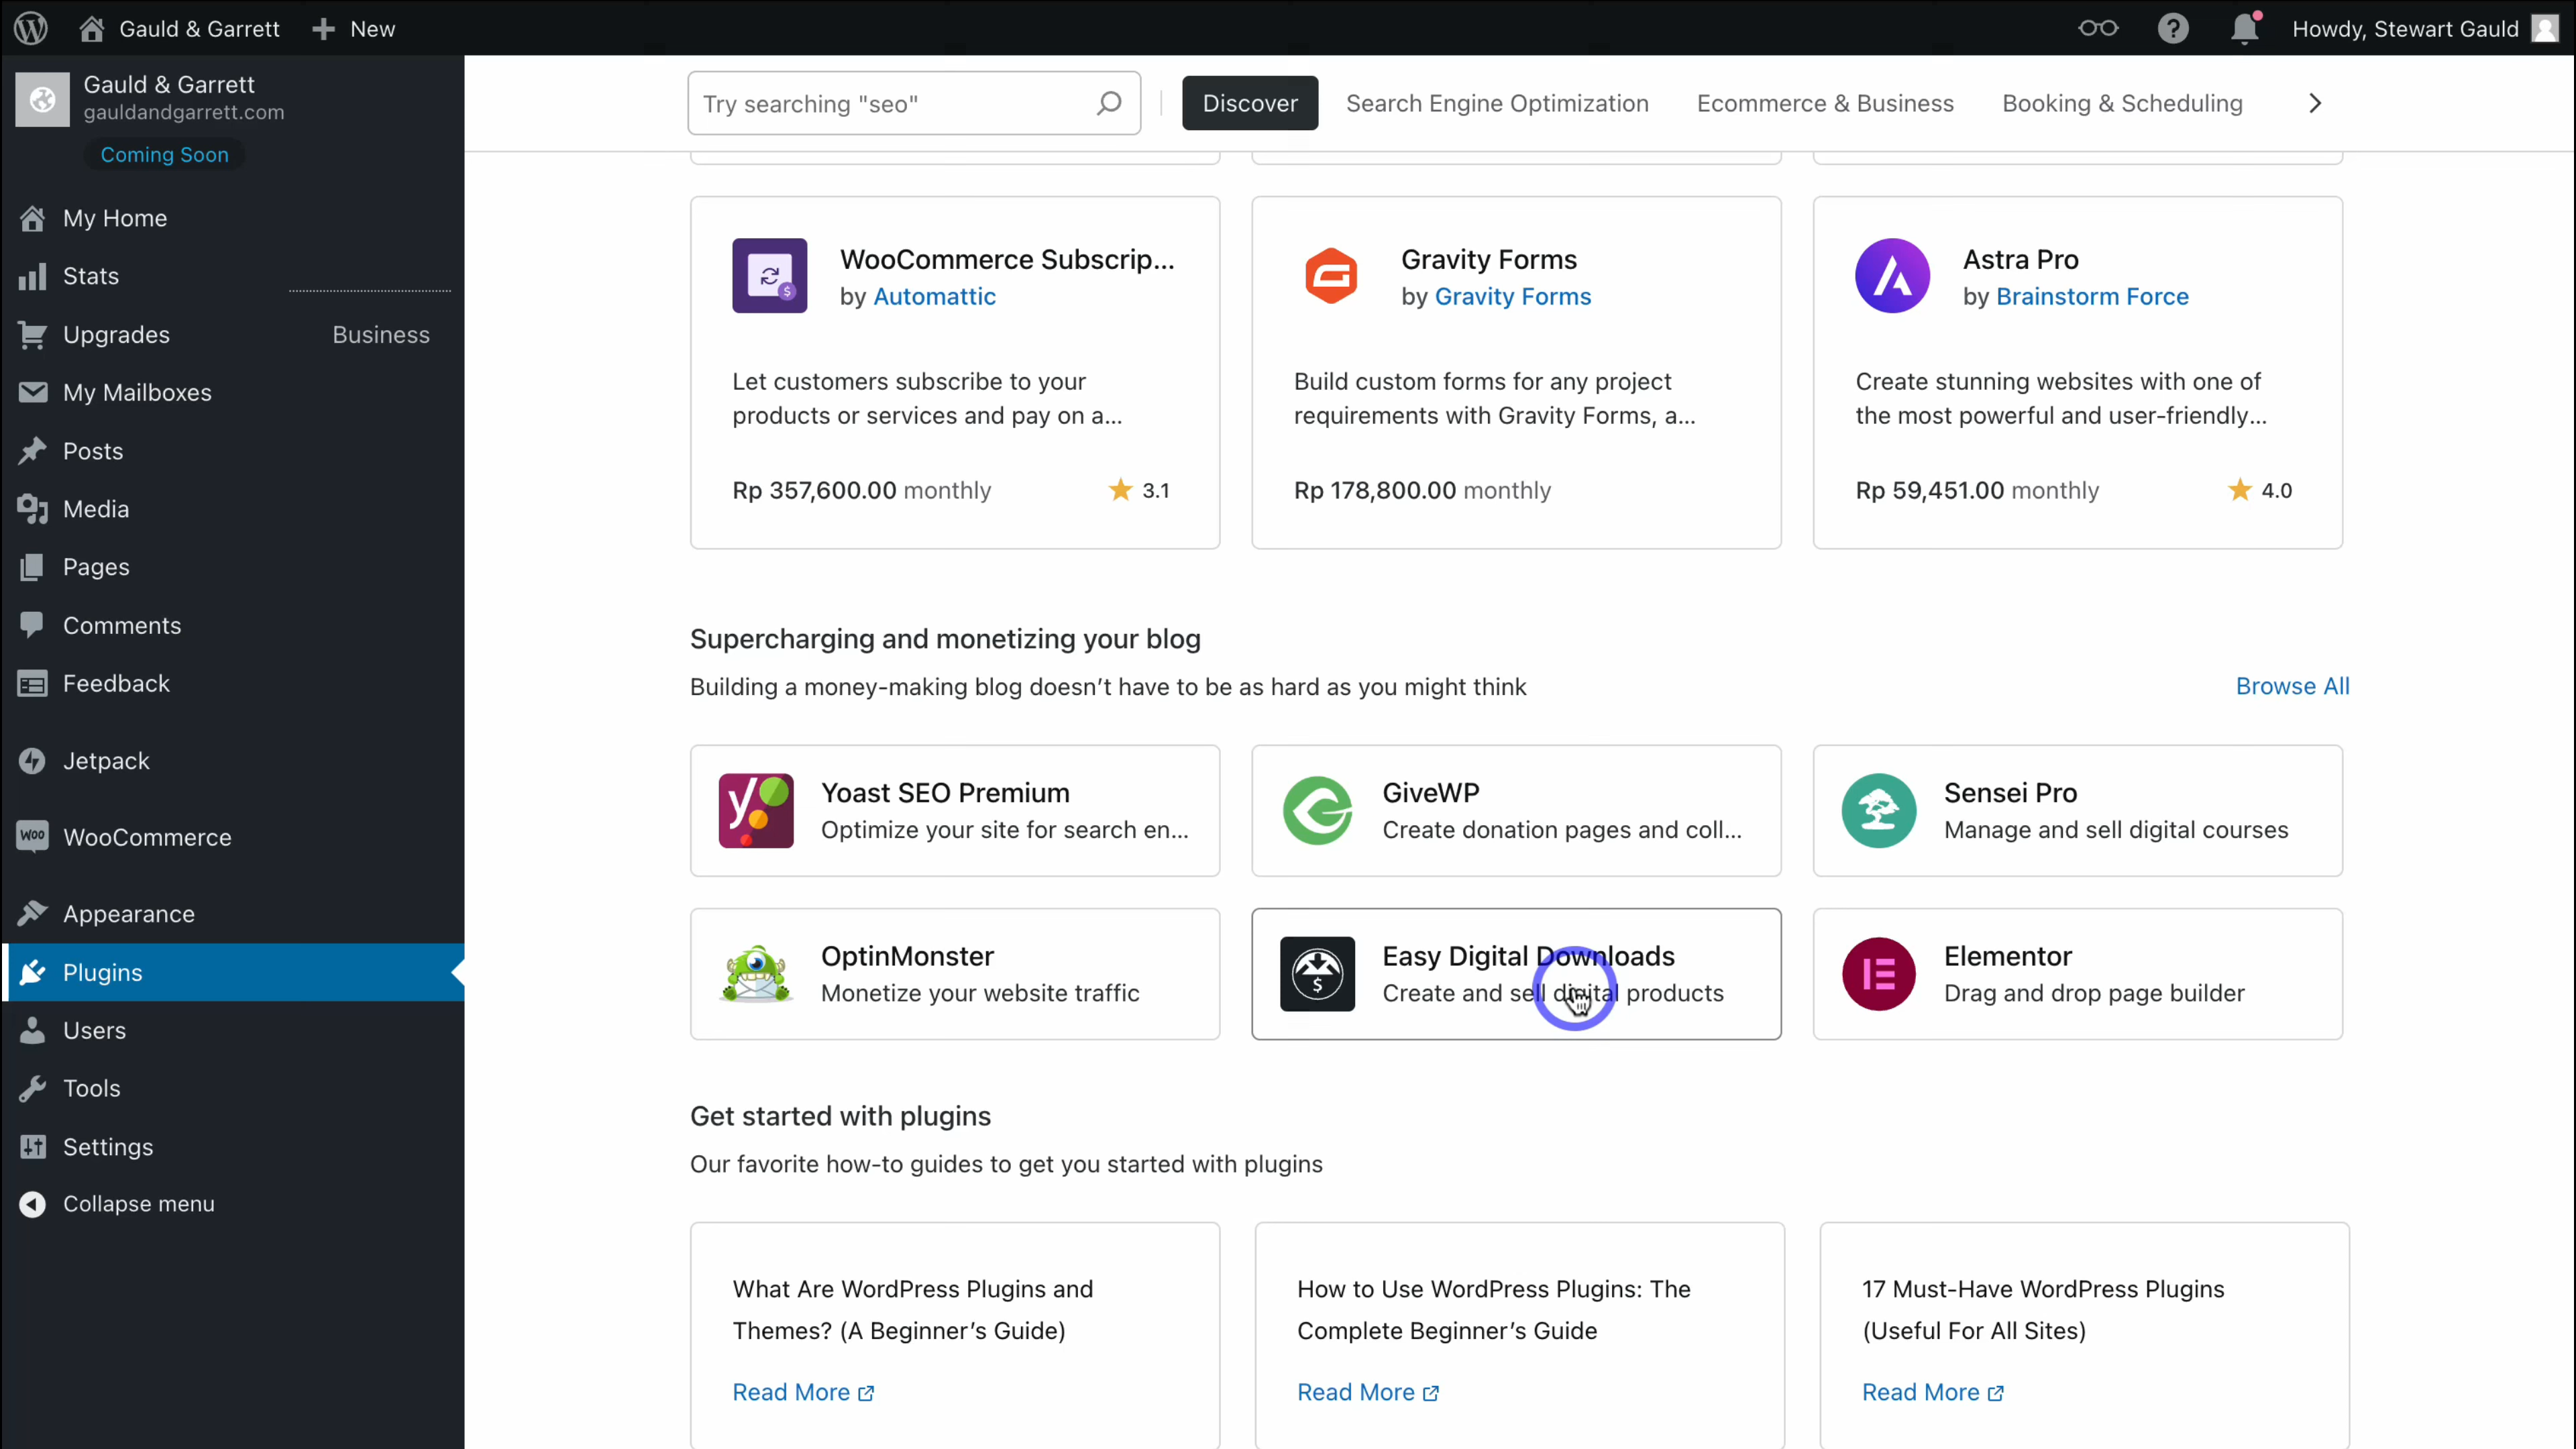 Gauld & Garrett
New
Howdy, Stewart Gauld
Gauld & Garrett
gauldandgarrett.com
Coming Soon
My Home
Stats
Upgrades
Business
My Mailboxes
Posts
Media
Pages
Comments
Feedback
Jetpack
WooCommerce
Appearance
Plugins
Users
Tools
Settings
Collapse menu
Try searching "seo"
Discover
Search Engine Optimization
Ecommerce & Business
Booking & Scheduling
WooCommerce Subscrip...
by Automattic
Let customers subscribe to your
products or services and pay on a...
Rp 357,600.00 monthly
3.1
Gravity Forms
by Gravity Forms
Build custom forms for any project
requirements with Gravity Forms, a...
Rp 178,800.00 monthly
Astra Pro
by Brainstorm Force
Create stunning websites with one of
the most powerful and user-friendly...
Rp 59,451.00 monthly
4.0
Supercharging and monetizing your blog
Building a money-making blog doesn't have to be as hard as you might think
Browse All
Yoast SEO Premium
Optimize your site for search en...
GiveWP
Create donation pages and coll...
Sensei Pro
Manage and sell digital courses
OptinMonster
Monetize your website traffic
Easy Digital Downloads
Create and sell digital products
Elementor
Drag and drop page builder
Get started with plugins
Our favorite how-to guides to get you started with plugins
What Are WordPress Plugins and
Themes? (A Beginner's Guide)
Read More
How to Use WordPress Plugins: The
Complete Beginner's Guide
Read More
17 Must-Have WordPress Plugins
(Useful For All Sites)
Read More